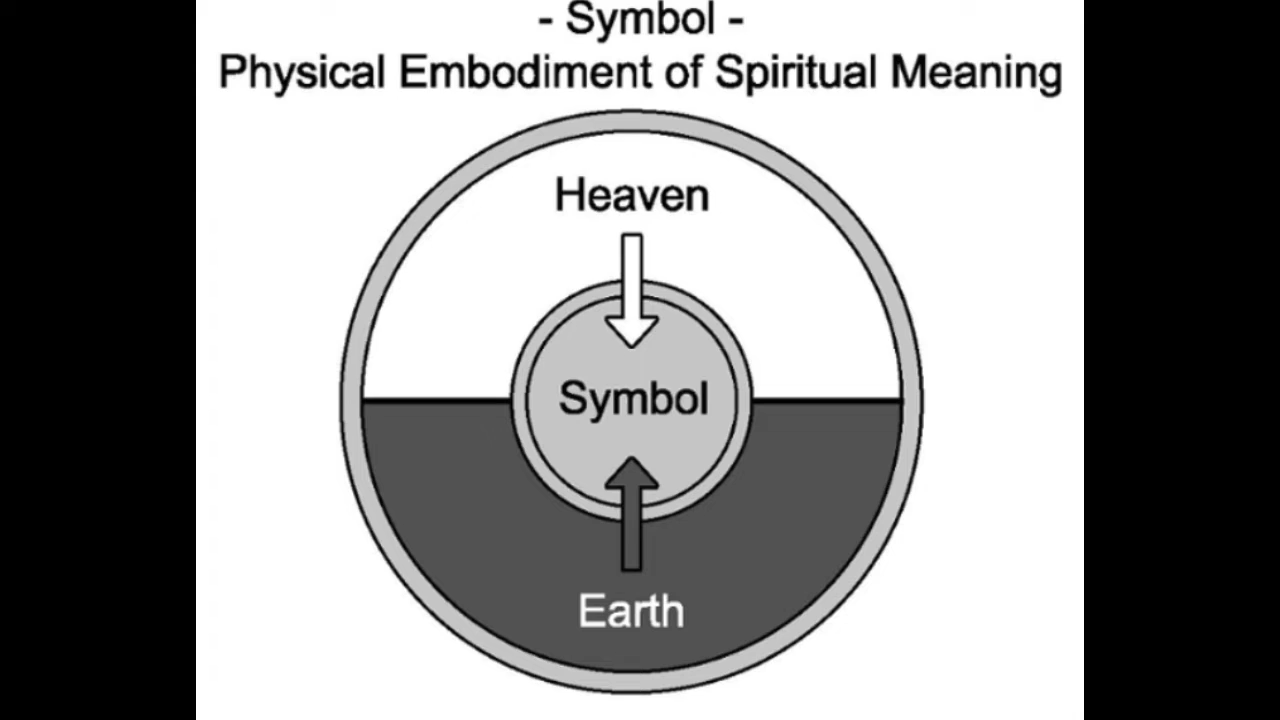 - Symbol -
Physical Embodiment of Spiritual Meaning
Heaven
Symbol
Earth